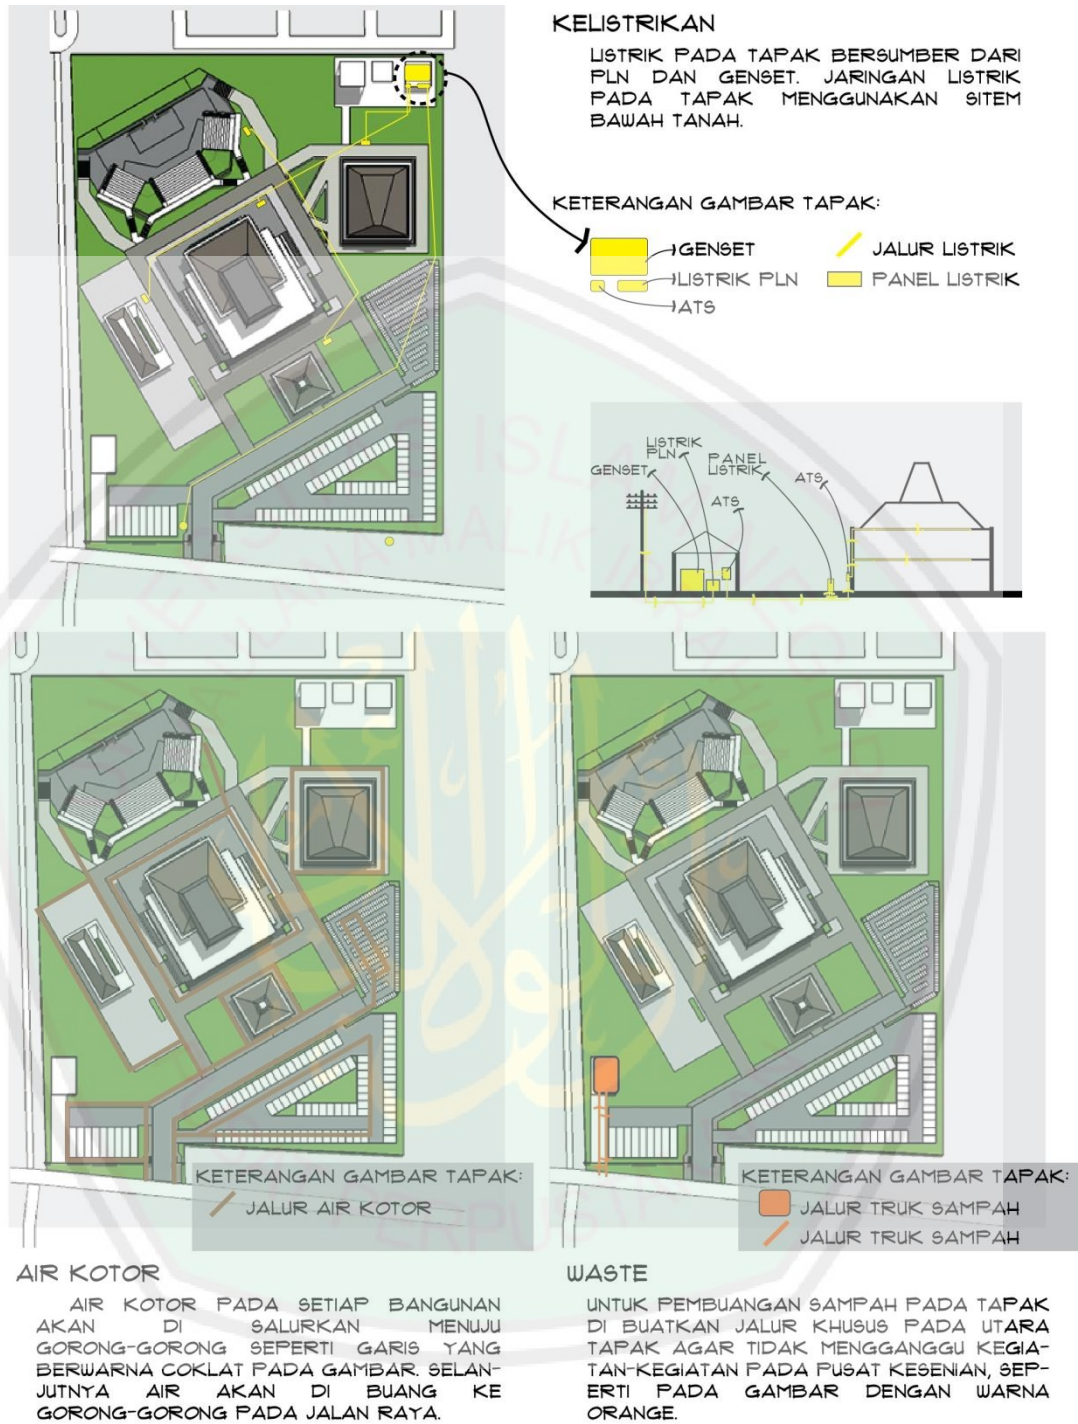 KELISTRIKAN
LISTRIK PADA TAPAK BERSUMBER DARI
PLN DAN GENSET. JARINGAN LISTRIK
PADA TAPAK MENGGUNAKAN SITEM
BAWAH TANAH.
KETERANGAN GAMBAR TAPAK:
GENSET
LISTRIK PLN
ATS
JALUR LISTRIK
PANEL LISTRIK
GENSET
LISTRIK
PLN
PANEL
LISTRIK
ATS
ATS
KETERANGAN GAMBAR TAPAK:
JALUR AIR KOTOR
KETERANGAN GAMBAR TAPAK:
JALUR TRUK SAMPAH
JALUR TRUK SAMPAH
AIR KOTOR
AIR KOTOR PADA SETIAP BANGUNAN
AKAN DI SALURKAN MENUJU
GORONG-GORONG SEPERTI GARIS YANG
BERWARNA COKLAT PADA GAMBAR. SELAN-
JUTNYA AIR AKAN DI BUANG KE
GORONG-GORONG PADA JALAN RAYA.
WASTE
UNTUK PEMBUANGAN SAMPAH PADA TAPAK
DI BUATKAN JALUR KHUSUS PADA UTARA
TAPAK AGAR TIDAK MENGGANGGU KEGIA-
TAN-KEGIATAN PADA PUSAT KESENIAN, SEP-
ERTI PADA GAMBAR DENGAN WARNA
ORANGE.